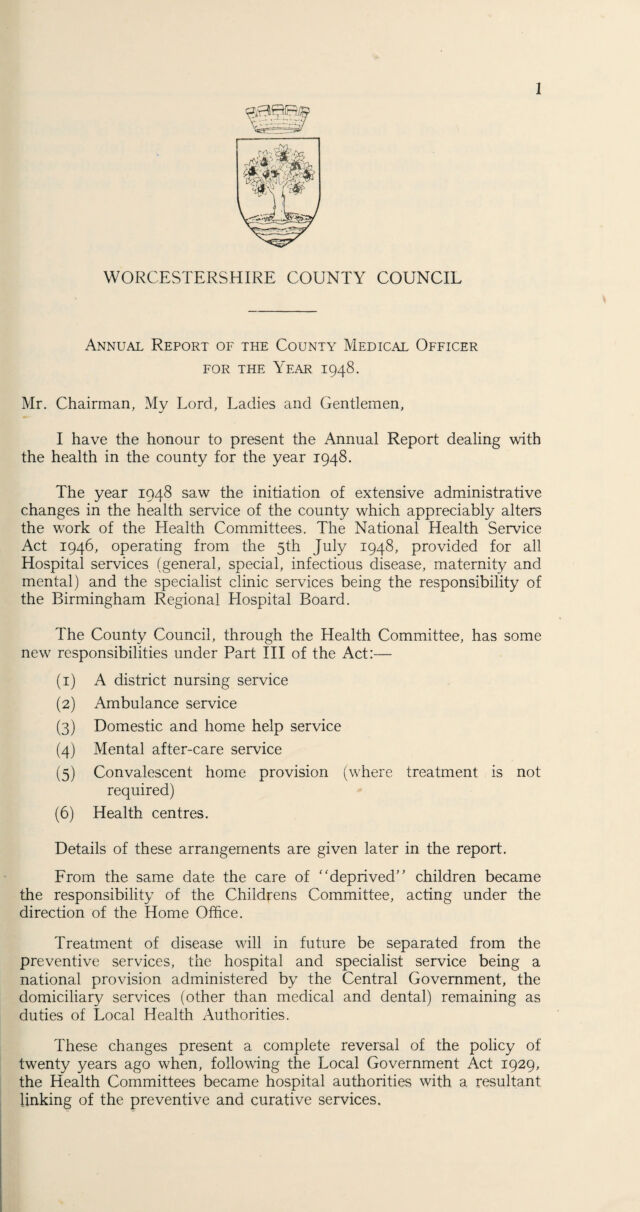 1
WORCESTERSHIRE COUNTY COUNCIL
Annual Report of the County Medical Officer
for the Year 1948.
Mr. Chairman, My Lord, Ladies and Gentlemen,
I have the honour to present the Annual Report dealing with
the health in the county for the year 1948.
The year 1948 saw the initiation of extensive administrative
changes in the health service of the county which appreciably alters
the work of the Health Committees. The National Health Service
Act 1946, operating from the 5th July 1948, provided for all
Hospital services (general, special, infectious disease, maternity and
mental) and the specialist clinic services being the responsibility of
the Birmingham Regional Hospital Board.
The County Council, through the Health Committee, has some
new responsibilities under Part III of the Act:—
(1) A district nursing service
(2) Ambulance service
(3) Domestic and home help service
(4) Mental after-care service
(5) Convalescent home provision (where treatment is not
required)
(6) Health centres.
Details of these arrangements are given later in the report.
From the same date the care of "deprived" children became
the responsibility of the Childrens Committee, acting under the
direction of the Home Office.
Treatment of disease will in future be separated from the
preventive services, the hospital and specialist service being a
national provision administered by the Central Government, the
domiciliary services (other than medical and dental) remaining as
duties of Local Health Authorities.
These changes present a complete reversal of the policy of
twenty years ago when, following the Local Government Act 1929,
the Health Committees became hospital authorities with a resultant
linking of the preventive and curative services.